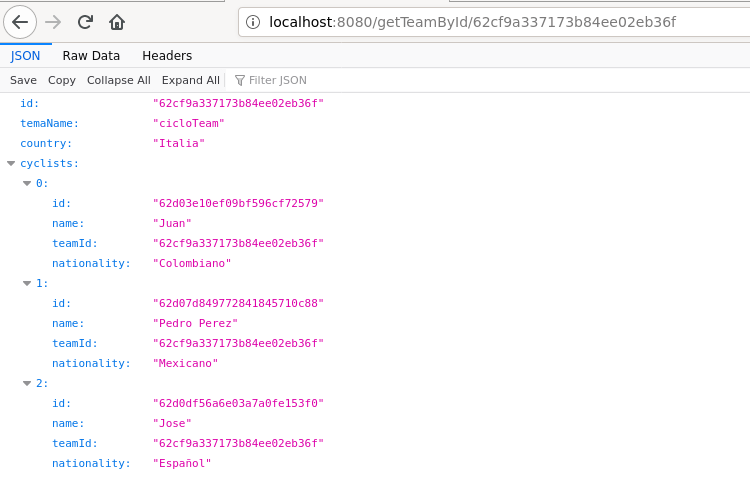 localhost:8080/getTeamById/62cf9a337173b84ee02eb36f
JSON Raw Data Headers
Save Copy Collapse All Expand All Filter JSON
id: "62cf9a337173b84ee02eb36f"
temaName: "cicloTeam"
country: "Italia"
cyclists:
0:
id: "62d03e10ef09bf596cf72579"
name: "Juan"
teamId: "62cf9a337173b84ee02eb36f"
nationality: "Colombiano"
1:
id: "62d07d849772841845710c88"
name: "Pedro Perez"
teamId: "62cf9a337173b84ee02eb36f"
nationality: "Mexicano"
2:
id: "62d0df56a6e03a7a0fe153f0"
name: "Jose"
teamId: "62cf9a337173b84ee02eb36f"
nationality: "Español"